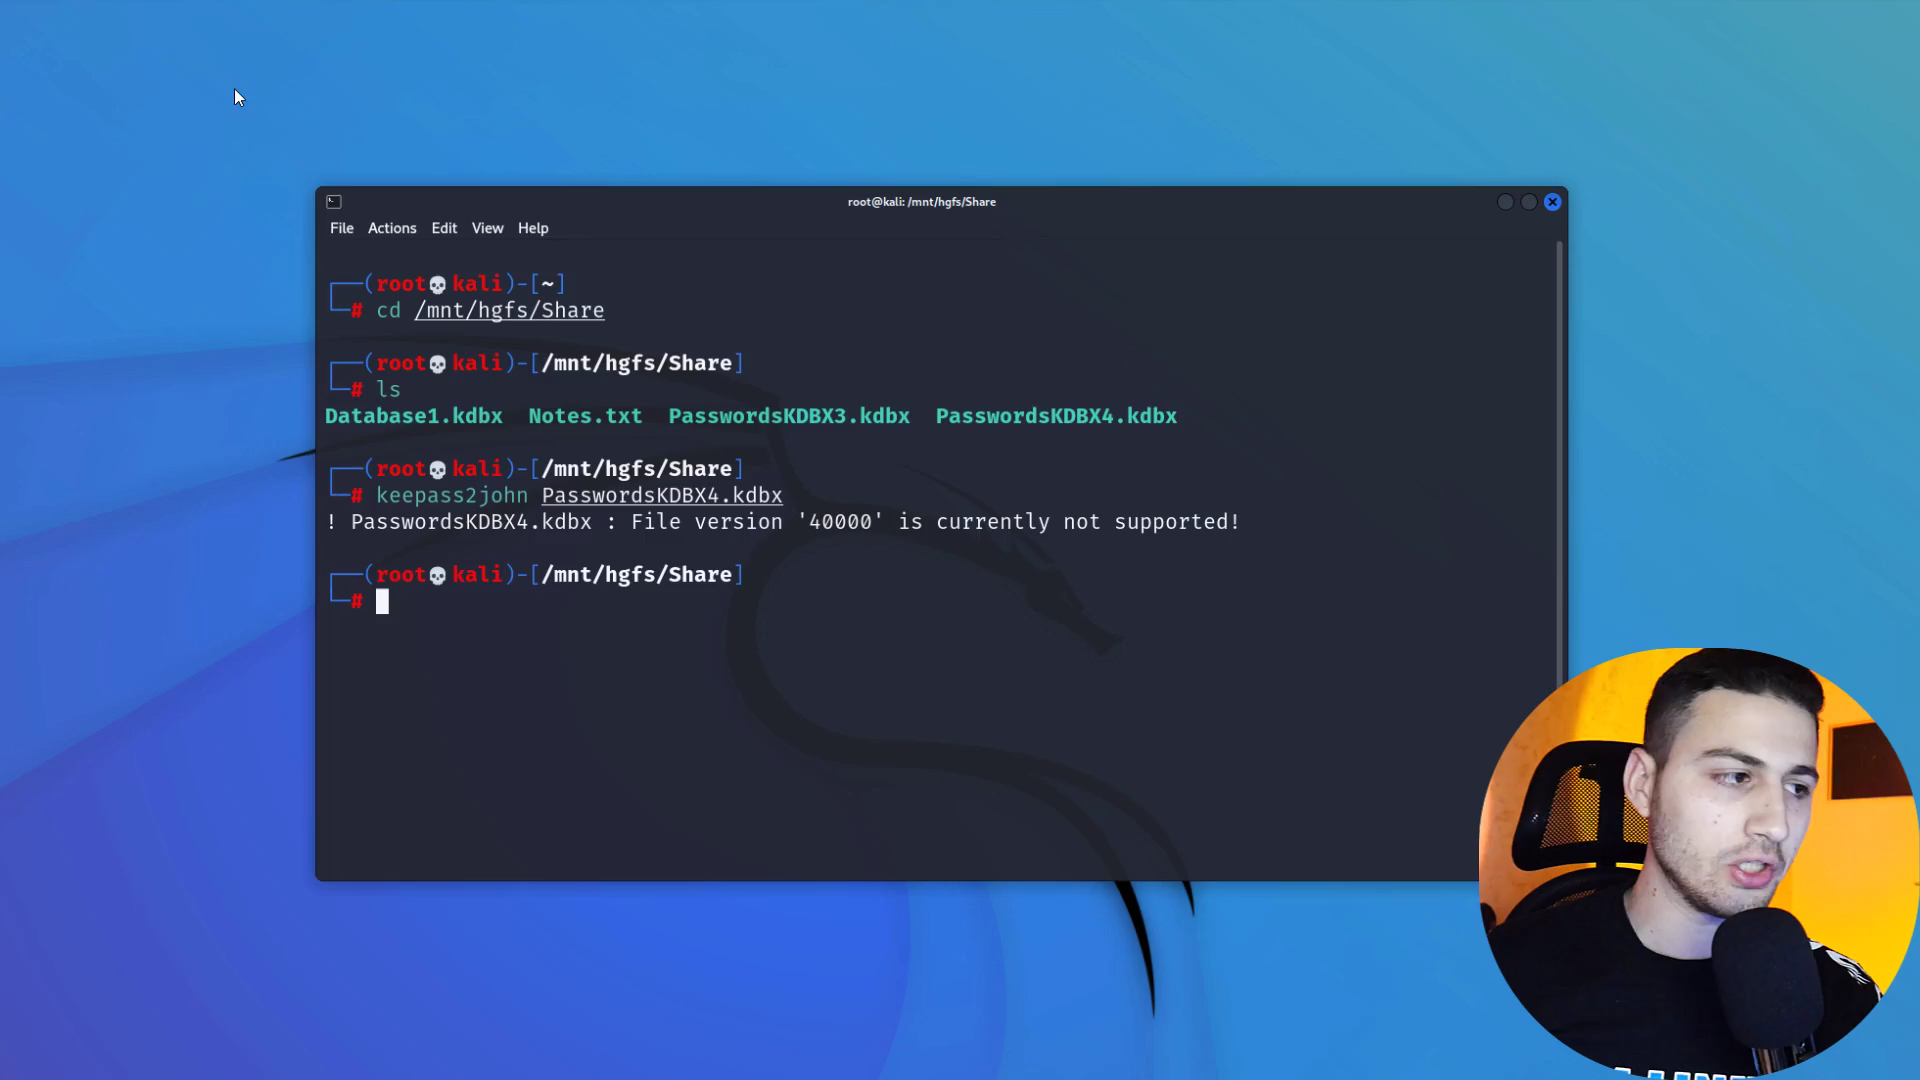 root@kali: /mnt/hgfs/Share
File Actions Edit View Help
┌──(root💀kali)-[~]
└─# cd /mnt/hgfs/Share
┌──(root💀kali)-[/mnt/hgfs/Share]
└─# ls
Database1.kdbx  Notes.txt  PasswordsKDBX3.kdbx  PasswordsKDBX4.kdbx
┌──(root💀kali)-[/mnt/hgfs/Share]
└─# keepass2john PasswordsKDBX4.kdbx
! PasswordsKDBX4.kdbx : File version '40000' is currently not supported!
┌──(root💀kali)-[/mnt/hgfs/Share]
└─#